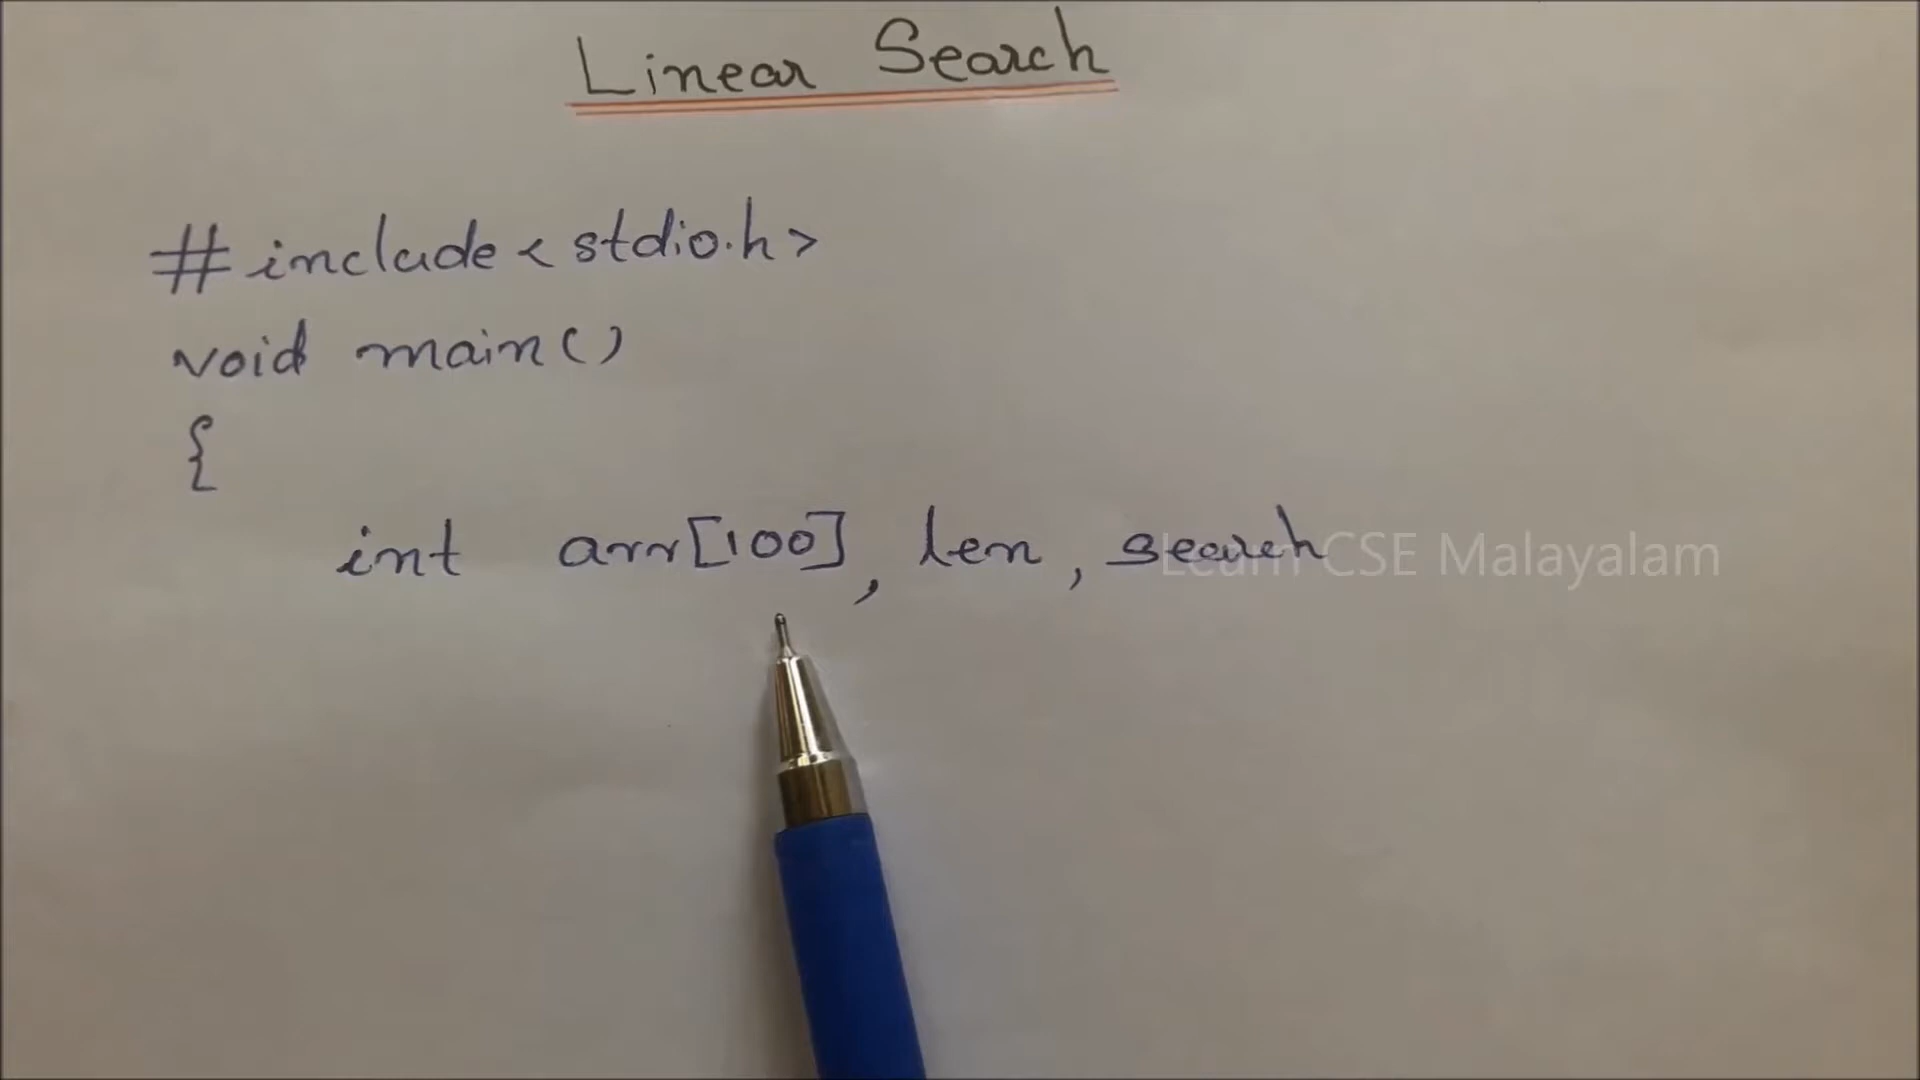 Linear Search
#include<stdio.h>
void main()
{
int arr[100], len, search
Learn CSE Malayalam